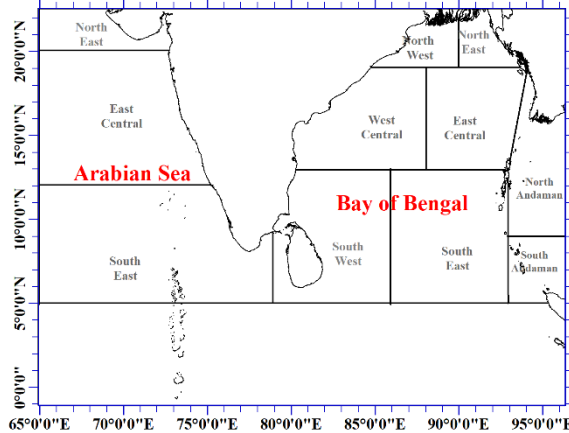 North
East
North
West
North
East
East
Central
West
Central
East
Central
Arabian Sea
Bay of Bengal
North
Andaman
South
East
South
West
South
East
South
Andaman
20°0'0"N
15°0'0"N
10°0'0"N
5°0'0"N
0°0'0"
65°0'0"E 70°0'0"E 75°0'0"E 80°0'0"E 85°0'0"E 90°0'0"E 95°0'0"E